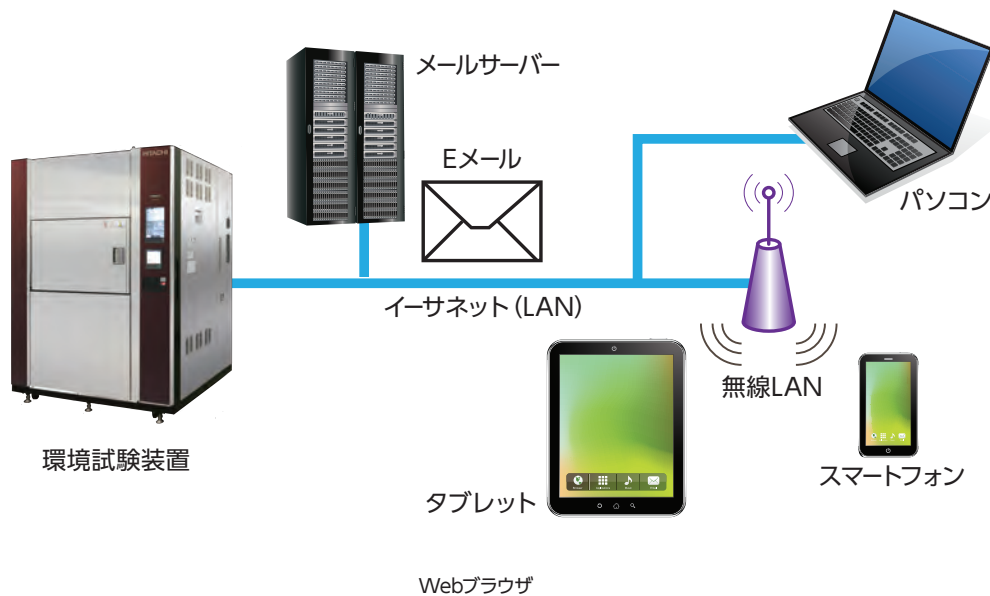 メールサーバー
Eメール
パソコン
HITACHI
イーサネット（LAN）
無線LAN
環境試験装置
タブレット
スマートフォン
Webブラウザ